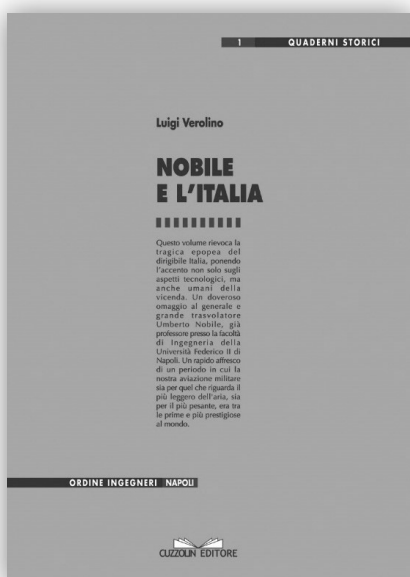 1 QUADERNI STORICI
Luigi Verolino
NOBILE
E L'ITALIA
Questo volume rievoca la
tragica epopea del
dirigibile Italia, ponendo
l'accento non solo sugli
aspetti tecnologici, ma
anche umani della
vicenda. Un doveroso
omaggio al generale e
grande trasvolatore
Umberto Nobile, già
professore presso la facoltà
di Ingegneria della
Università Federico II di
Napoli. Un rapido affresco
di un periodo in cui la
nostra aviazione militare
sia per quel che riguarda il
più leggero dell'aria, sia
per il più pesante, era tra
le prime e più prestigiose
al mondo.
ORDINE INGEGNERI NAPOLI
CUZZOLIN EDITORE